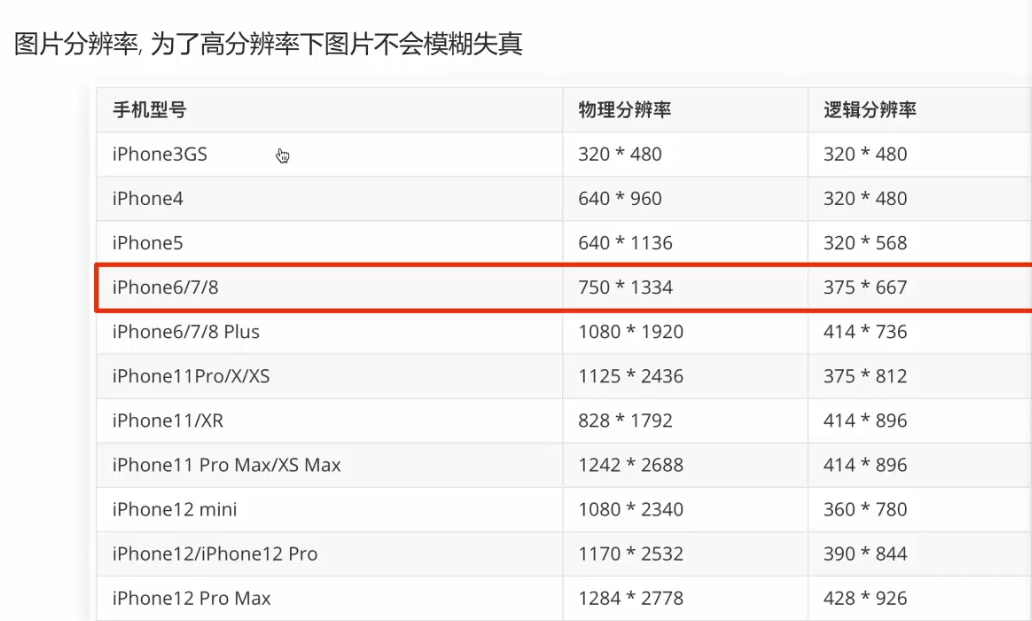 图片分辨率, 为了高分辨率下图片不会模糊失真
手机型号 物理分辨率 逻辑分辨率
iPhone3GS 320 * 480 320 * 480
iPhone4 640 * 960 320 * 480
iPhone5 640 * 1136 320 * 568
iPhone6/7/8 750 * 1334 375 * 667
iPhone6/7/8 Plus 1080 * 1920 414 * 736
iPhone11Pro/X/XS 1125 * 2436 375 * 812
iPhone11/XR 828 * 1792 414 * 896
iPhone11 Pro Max/XS Max 1242 * 2688 414 * 896
iPhone12 mini 1080 * 2340 360 * 780
iPhone12/iPhone12 Pro 1170 * 2532 390 * 844
iPhone12 Pro Max 1284 * 2778 428 * 926